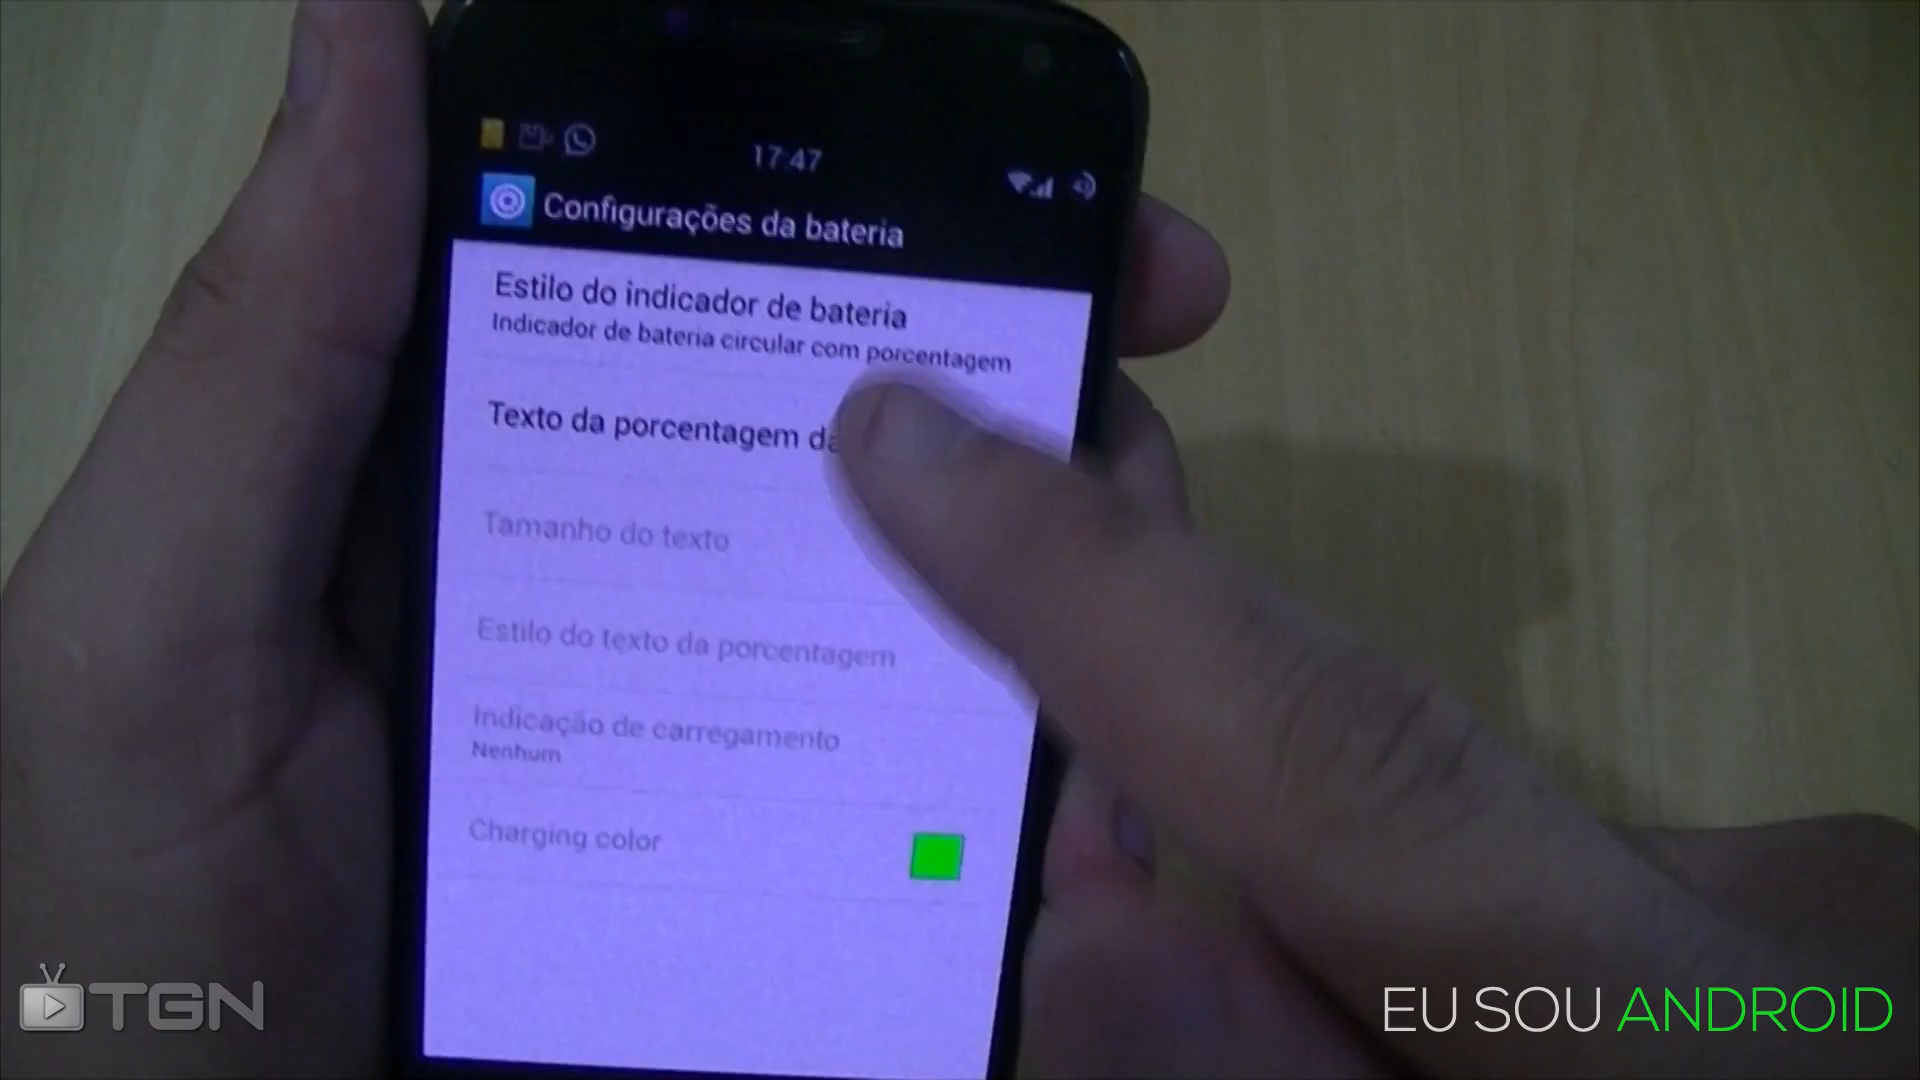 17:47
Configurações da bateria
Estilo do indicador de bateria
Indicador de bateria circular com porcentagem
Texto da porcentagem da
Tamanho do texto
Estilo do texto da porcentagem
Indicação de carregamento
Nenhum
Charging color
TGN
EU SOU ANDROID